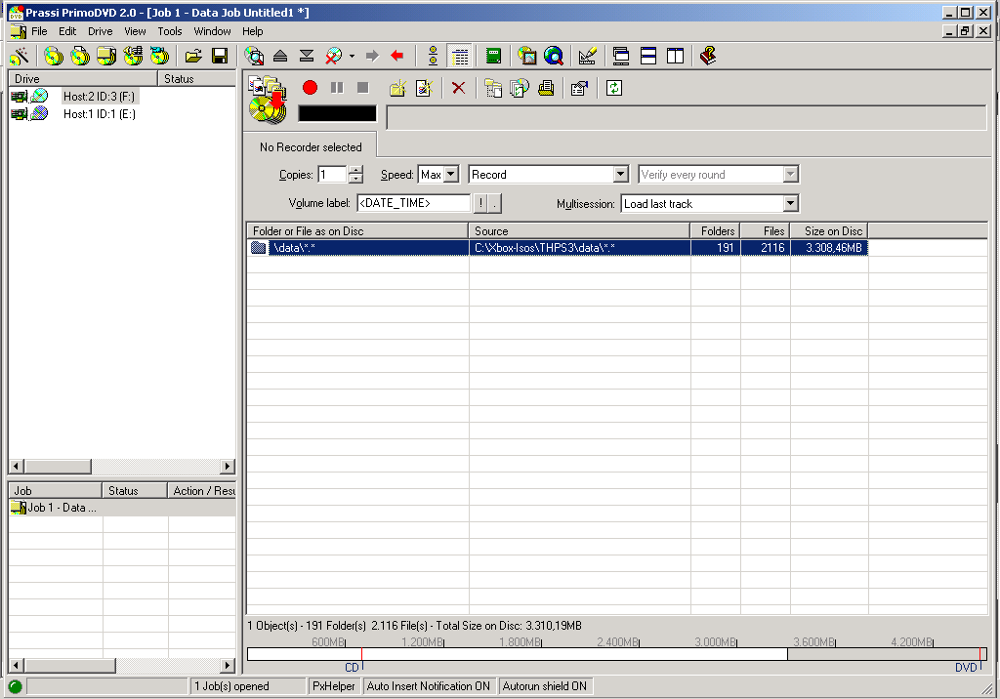 Prassi PrimoDVD 2.0 - [Job 1 - Data Job Untitled1 *]
File Edit Drive View Tools Window Help
Drive Status
Host:2 ID:3 (F:)
Host:1 ID:1 (E:)
No Recorder selected
Copies: 1 Speed: Max Record Verify every round
Volume label: <DATE_TIME> ! . Multisession: Load last track
Folder or File as on Disc Source Folders Files Size on Disc
\data\*.* C:\Xbox-Isos\THPS3\data\*.* 191 2116 3.308,46MB
Job Status Action / Resu
Job 1 - Data ...
1 Object(s) - 191 Folder(s) 2.116 File(s) - Total Size on Disc: 3.310,19MB
600MB 1.200MB 1.800MB 2.400MB 3.000MB 3.600MB 4.200MB
CD DVD
1 Job(s) opened PxHelper Auto Insert Notification ON Autorun shield ON